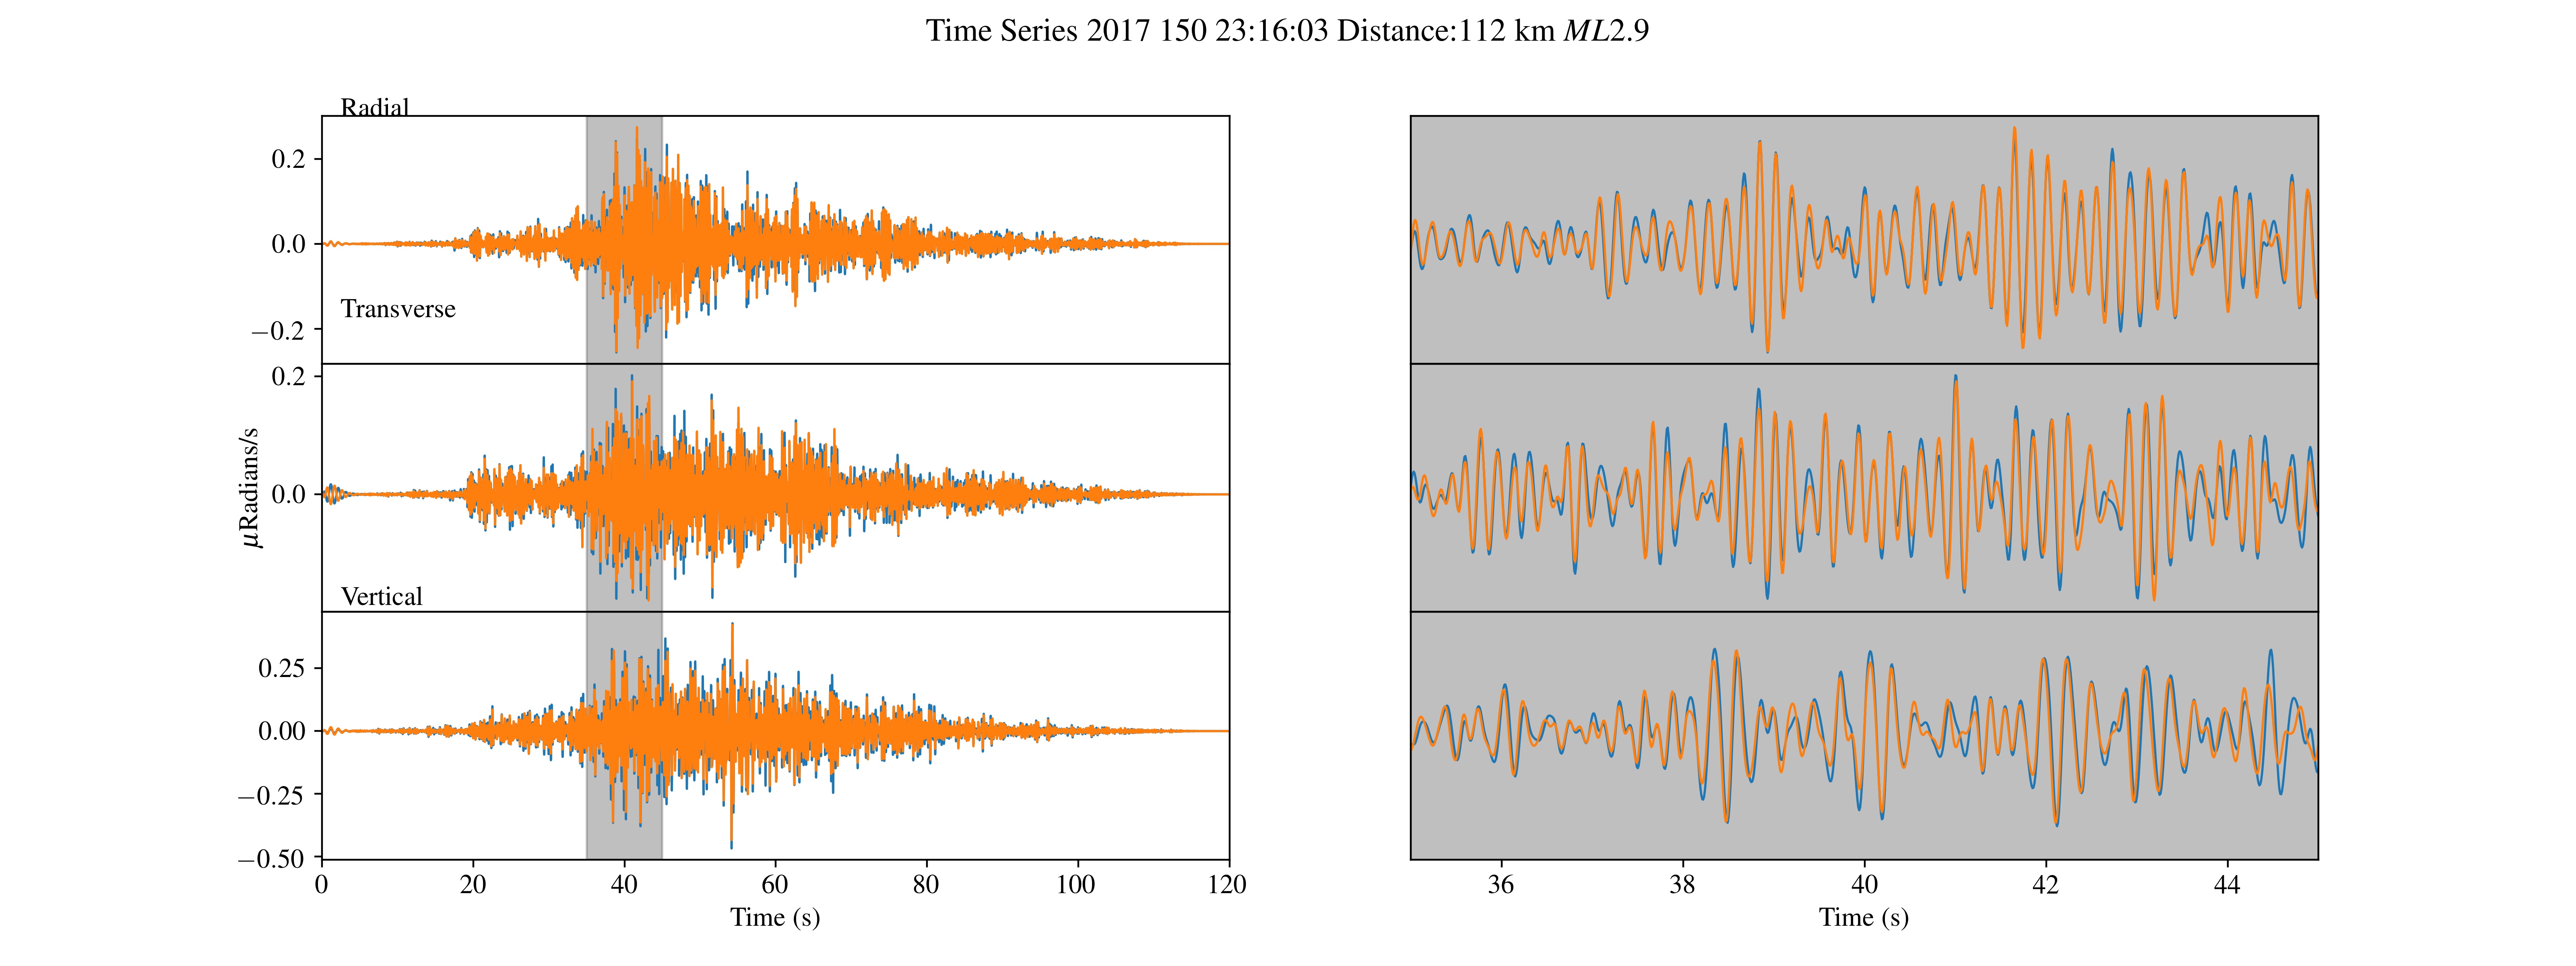 Time Series 2017 150 23:16:03 Distance:112 km ML2.9
Radial
0.2
0.0
Transverse
−0.2
0.2
0.0
μRadians/s
Vertical
0.25
0.00
−0.25
−0.50
0 20 40 60 80 100 120
36 38 40 42 44
Time (s)
Time (s)